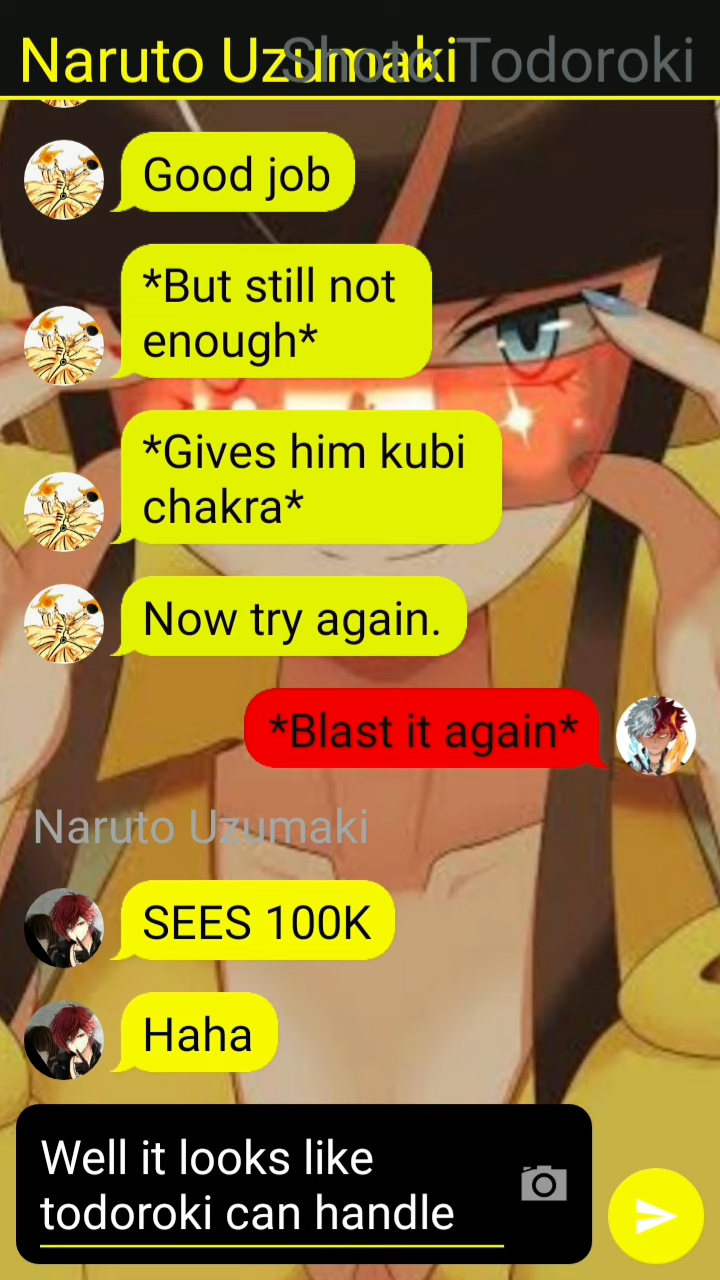 Naruto Uzumaki
Shoto Todoroki
Good job
*But still not
enough*
*Gives him kubi
chakra*
Now try again.
*Blast it again*
Naruto Uzumaki
SEES 100K
Haha
Well it looks like
todoroki can handle